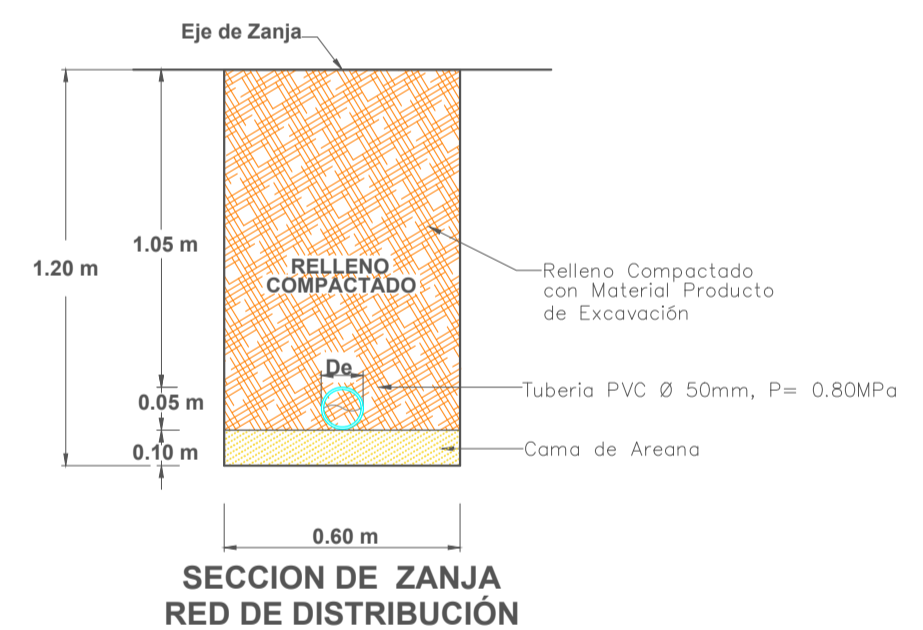 Eje de Zanja
1.20 m
1.05 m
RELLENO
COMPACTADO
Relleno Compactado
con Material Producto
de Excavación
De
0.05 m
Tuberia PVC Ø 50mm, P= 0.80MPa
0.10 m
Cama de Areana
0.60 m
SECCION DE ZANJA
RED DE DISTRIBUCIÓN